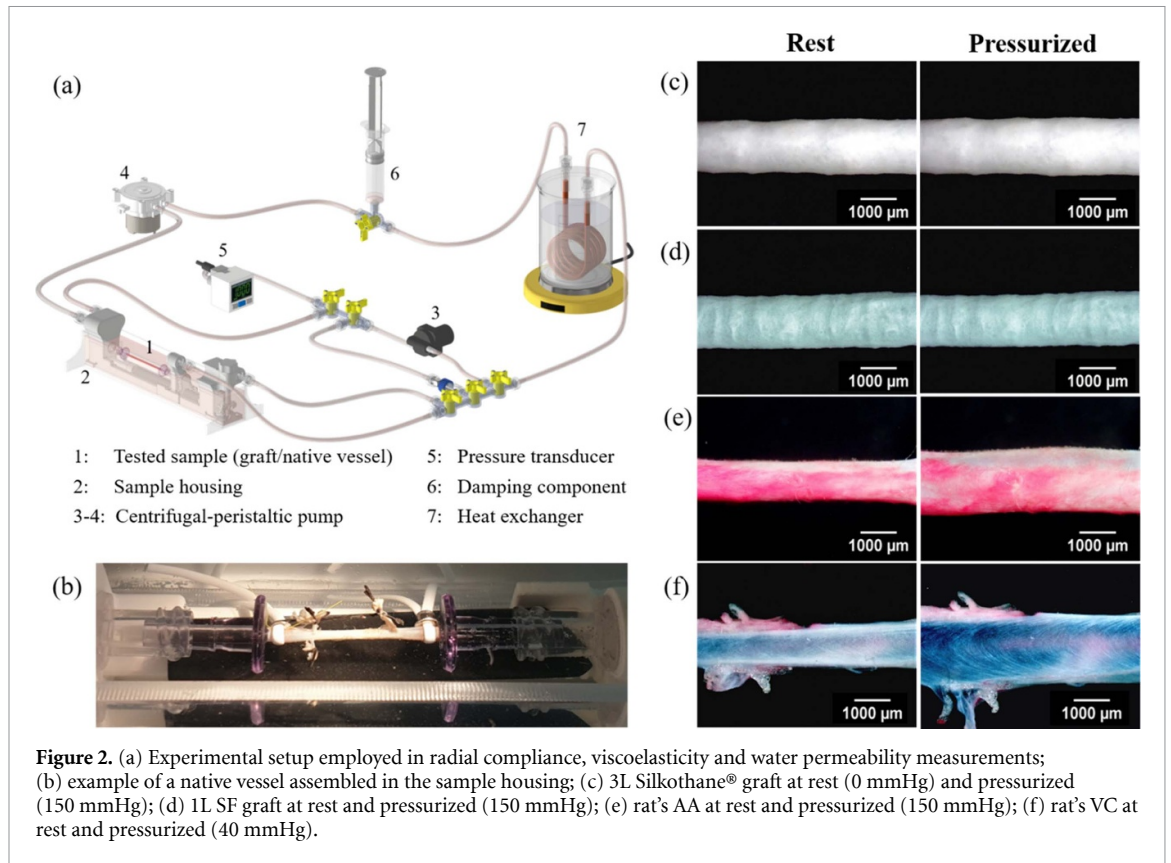 Rest
Pressurized
(a)
4
6
7
5
3
1
2
1: Tested sample (graft/native vessel)
2: Sample housing
3-4: Centrifugal-peristaltic pump
5: Pressure transducer
6: Damping component
7: Heat exchanger
(b)
(c)
1000 µm
1000 µm
(d)
1000 µm
1000 µm
(e)
1000 µm
1000 µm
(f)
1000 µm
1000 µm
Figure 2. (a) Experimental setup employed in radial compliance, viscoelasticity and water permeability measurements;
(b) example of a native vessel assembled in the sample housing; (c) 3L Silkothane® graft at rest (0 mmHg) and pressurized
(150 mmHg); (d) 1L SF graft at rest and pressurized (150 mmHg); (e) rat's AA at rest and pressurized (150 mmHg); (f) rat's VC at
rest and pressurized (40 mmHg).